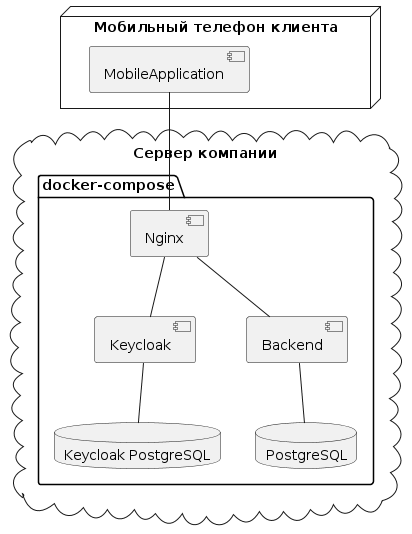 Мобильный телефон клиента
MobileApplication
Сервер компании
docker-compose
Nginx
Keycloak
Backend
Keycloak PostgreSQL
PostgreSQL